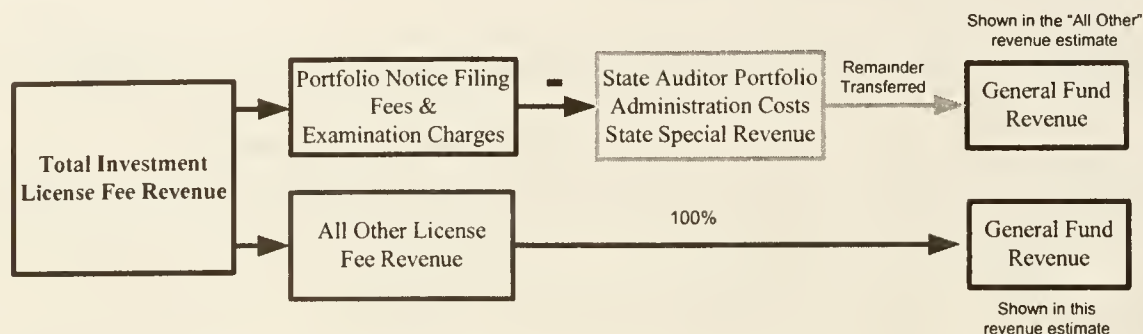 Shown in the "All Other"
revenue estimate
Total Investment
License Fee Revenue
Portfolio Notice Filing
Fees &
Examination Charges
-
State Auditor Portfolio
Administration Costs
State Special Revenue
Remainder
Transferred
General Fund
Revenue
All Other License
Fee Revenue
100%
General Fund
Revenue
Shown in this
revenue estimate